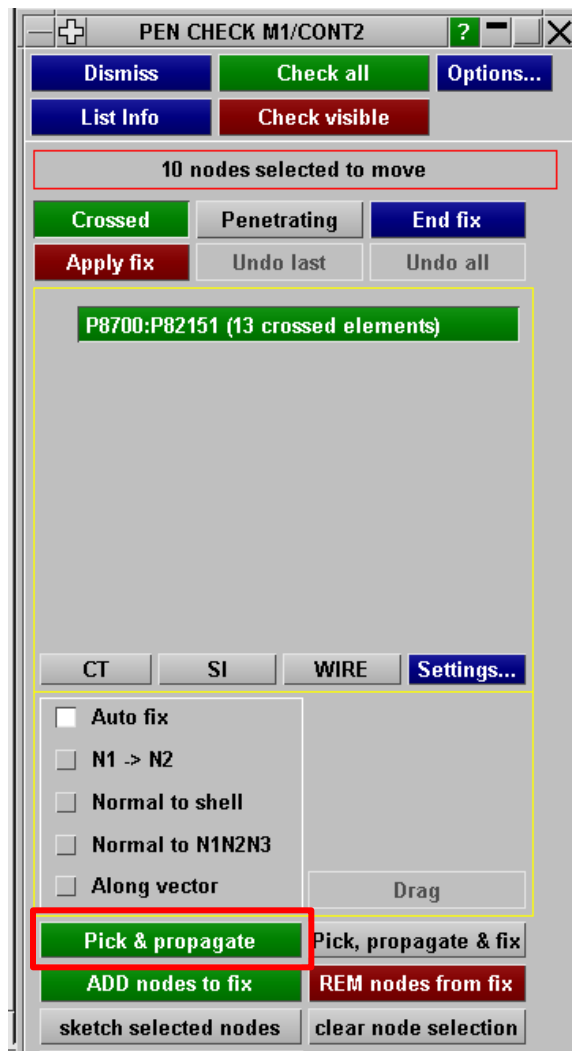 PEN CHECK M1/CONT2 ?
Dismiss Check all Options...
List Info Check visible
10 nodes selected to move
Crossed Penetrating End fix
Apply fix Undo last Undo all
P8700:P82151 (13 crossed elements)
CT SI WIRE Settings...
Auto fix
N1 -> N2
Normal to shell
Normal to N1N2N3
Along vector Drag
Pick & propagate Pick, propagate & fix
ADD nodes to fix REM nodes from fix
sketch selected nodes clear node selection